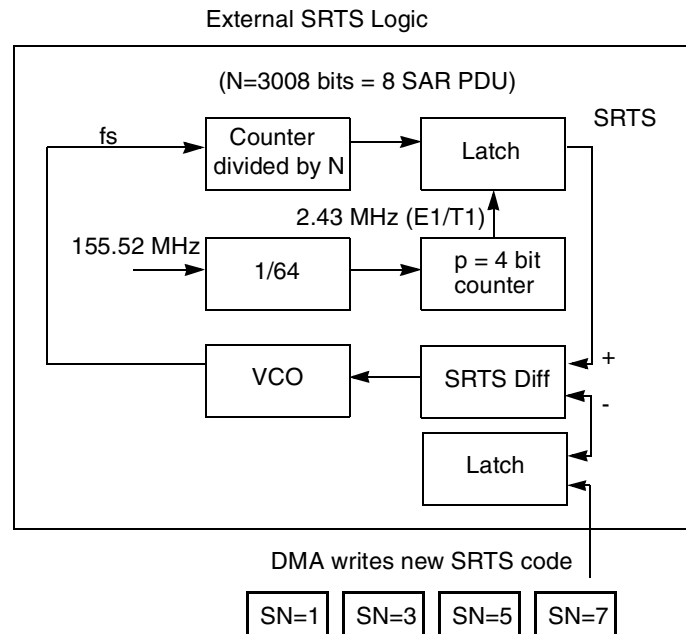 External SRTS Logic
(N=3008 bits = 8 SAR PDU)
SRTS
fs
Counter
divided by N
Latch
2.43 MHz (E1/T1)
155.52 MHz
1/64
p = 4 bit
counter
VCO
SRTS Diff
+
-
Latch
DMA writes new SRTS code
SN=1 SN=3 SN=5 SN=7